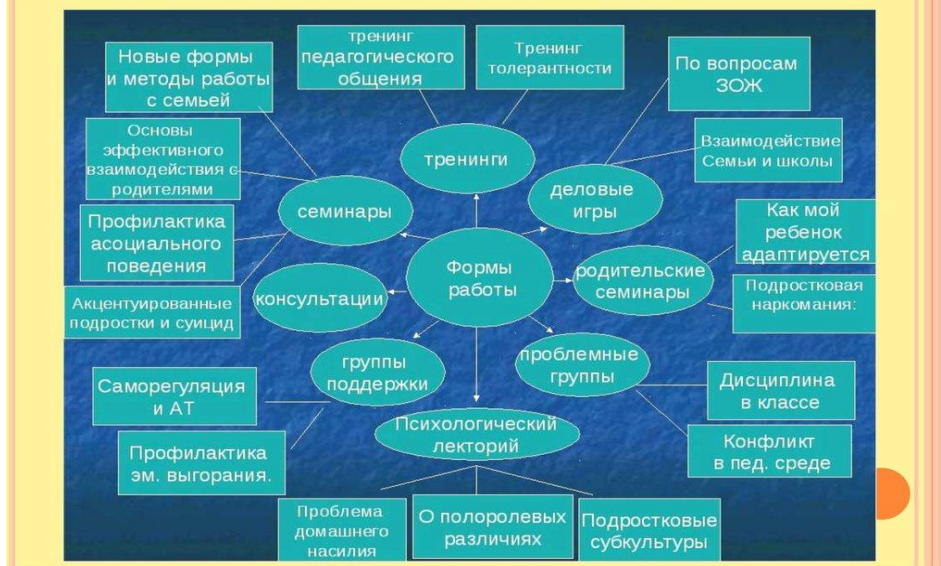 Новые формы
и методы работы
с семьей
тренинг
педагогического
общения
Тренинг
толерантности
По вопросам
ЗОЖ
Основы
эффективного
взаимодействия с
родителями
тренинги
Взаимодействие
Семьи и школы
семинары
деловые
игры
Профилактика
асоциального
поведения
Как мой
ребенок
адаптируется
Формы
работы
родительские
семинары
Акцентуированные
подростки и суицид
консультации
Подростковая
наркомания:
группы
поддержки
проблемные
группы
Саморегуляция
и АТ
Дисциплина
в классе
Психологический
лекторий
Профилактика
эм. выгорания.
Конфликт
в пед. среде
Проблема
домашнего
насилия
О полоролевых
различиях
Подростковые
субкультуры